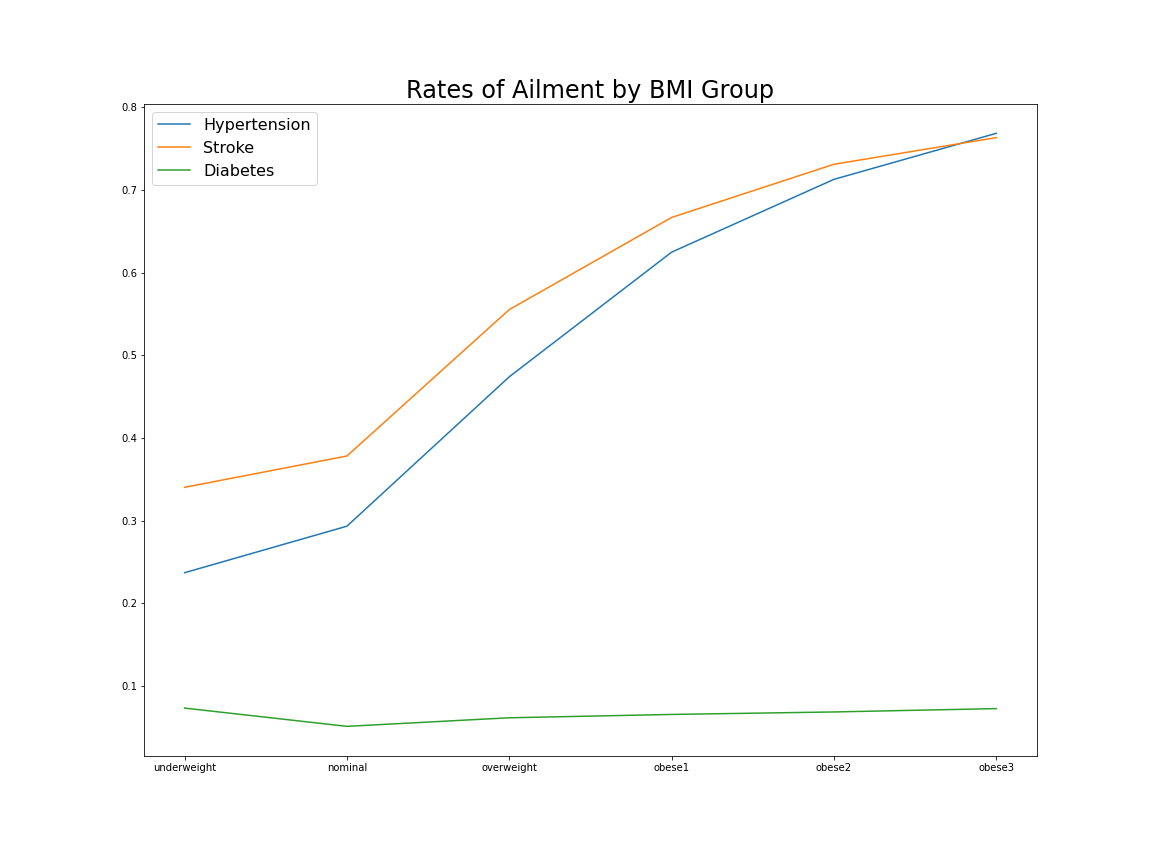 Rates of Ailment by BMI Group
Hypertension
Stroke
Diabetes
0.8
0.7
0.6
0.5
0.4
0.3
0.2
0.1
underweight nominal overweight obese1 obese2 obese3